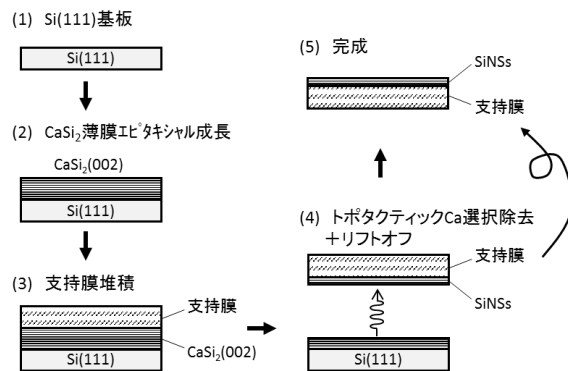 (1) Si(111)基板
Si(111)
(2) CaSi₂薄膜エピタキシャル成長
CaSi₂(002)
Si(111)
(3) 支持膜堆積
支持膜
CaSi₂(002)
Si(111)
(4) トポタクティックCa選択除去
＋リフトオフ
支持膜
SiNSs
Si(111)
(5) 完成
SiNSs
支持膜